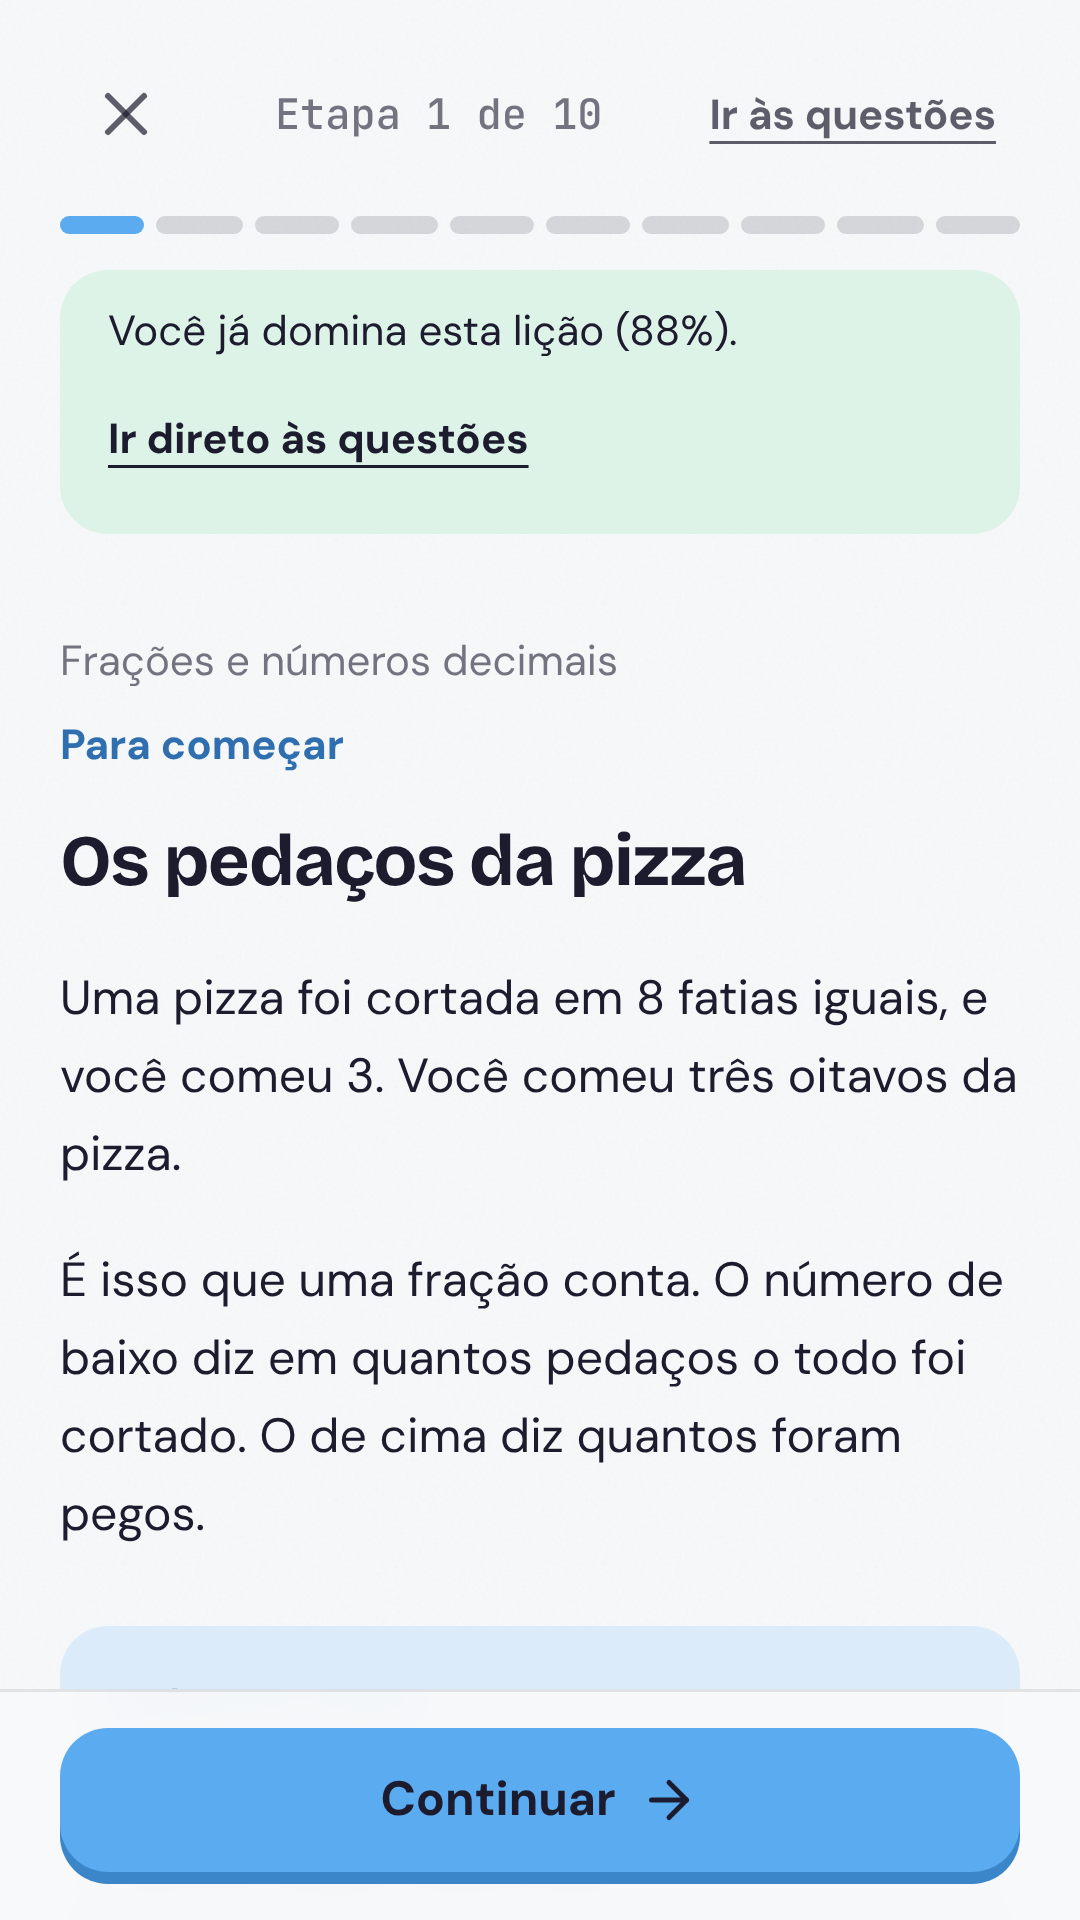 Etapa 1 de 10
Ir às questões
Você já domina esta lição (88%).
Ir direto às questões
Frações e números decimais
Para começar
Os pedaços da pizza
Uma pizza foi cortada em 8 fatias iguais, e
você comeu 3. Você comeu três oitavos da
pizza.
É isso que uma fração conta. O número de
baixo diz em quantos pedaços o todo foi
cortado. O de cima diz quantos foram
pegos.
Continuar